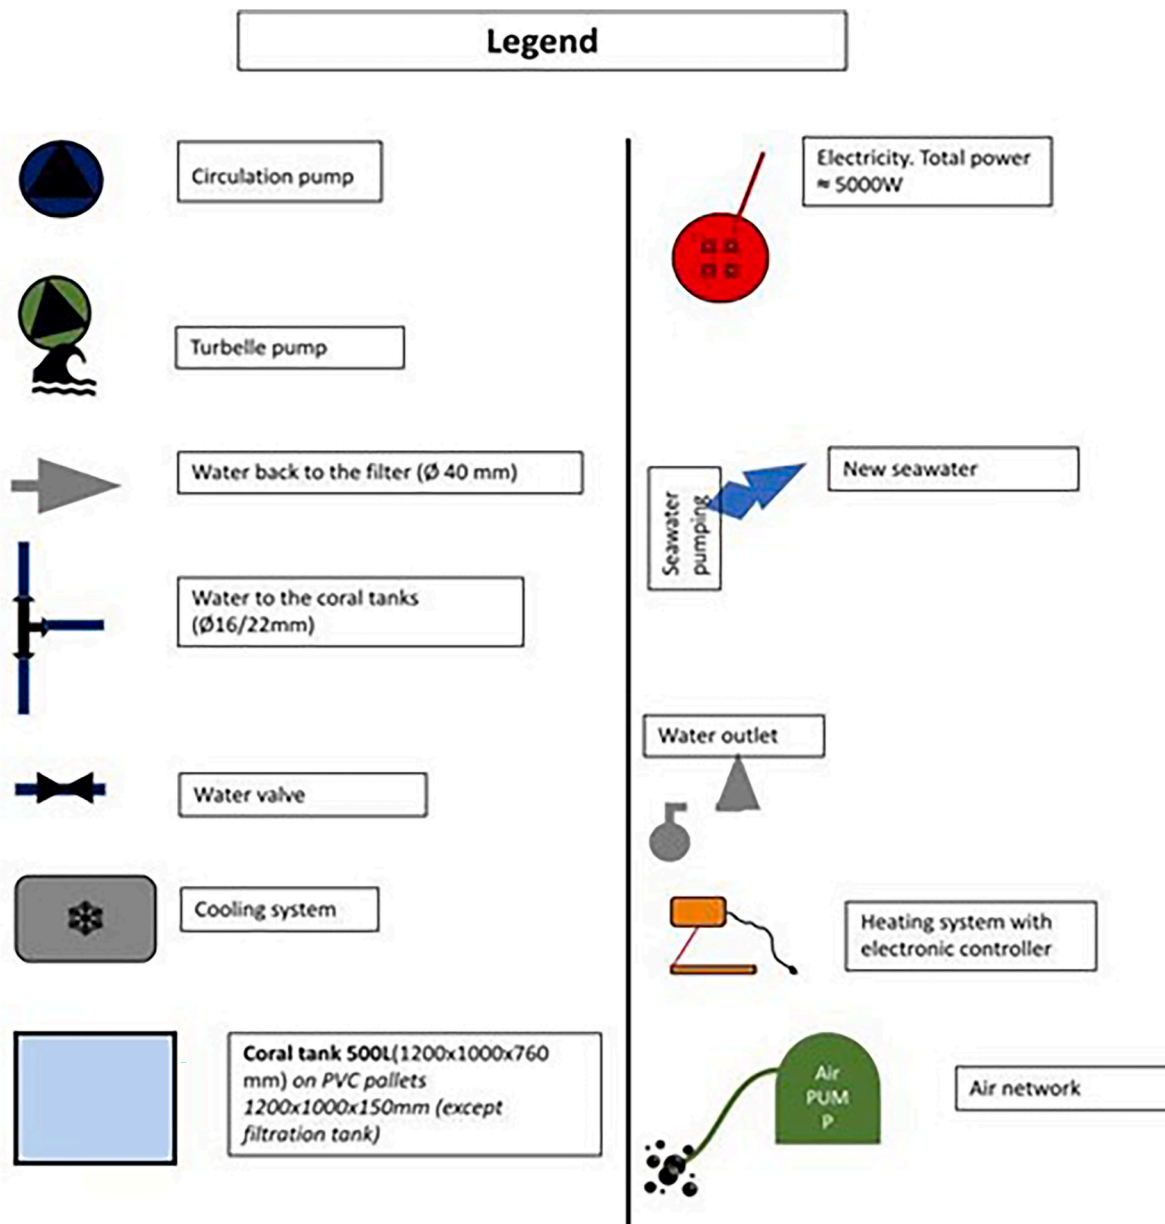 Legend
Circulation pump
Turbelle pump
Water back to the filter (Ø 40 mm)
Water to the coral tanks
(Ø16/22mm)
Water valve
Cooling system
Coral tank 500L(1200x1000x760
mm) on PVC pallets
1200x1000x150mm (except
filtration tank)
Electricity. Total power
≈ 5000W
Seawater
pumping
New seawater
Water outlet
Heating system with
electronic controller
Air
PUM
P
Air network